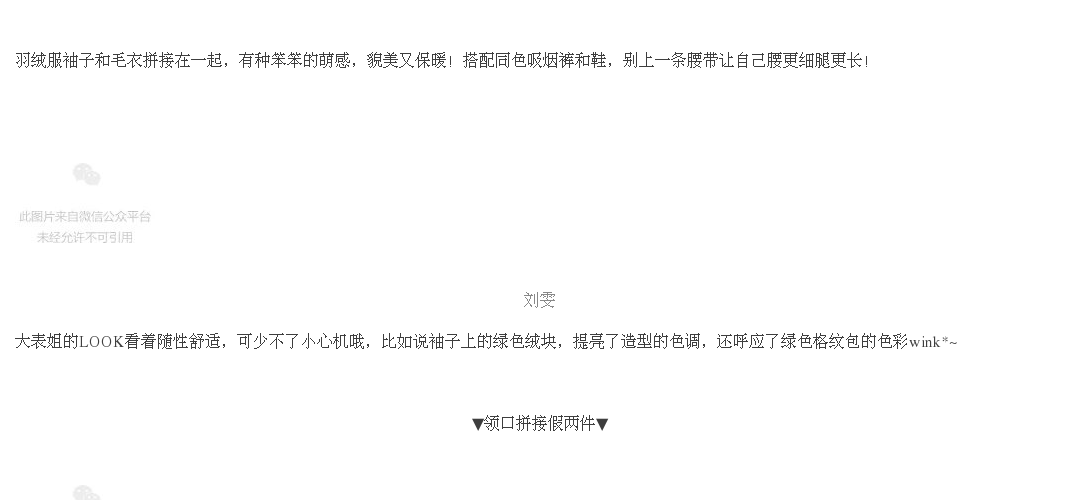 羽绒服袖子和毛衣拼接在一起，有种笨笨的萌感，貌美又保暖！搭配同色吸烟裤和鞋，别上一条腰带让自己腰更细腿更长！
此图片来自微信公众平台
未经允许不可引用
刘雯
大表姐的LOOK看着随性舒适，可少不了小心机哦，比如说袖子上的绿色绒块，提亮了造型的色调，还呼应了绿色格纹包的色彩wink*~
▼领口拼接假两件▼